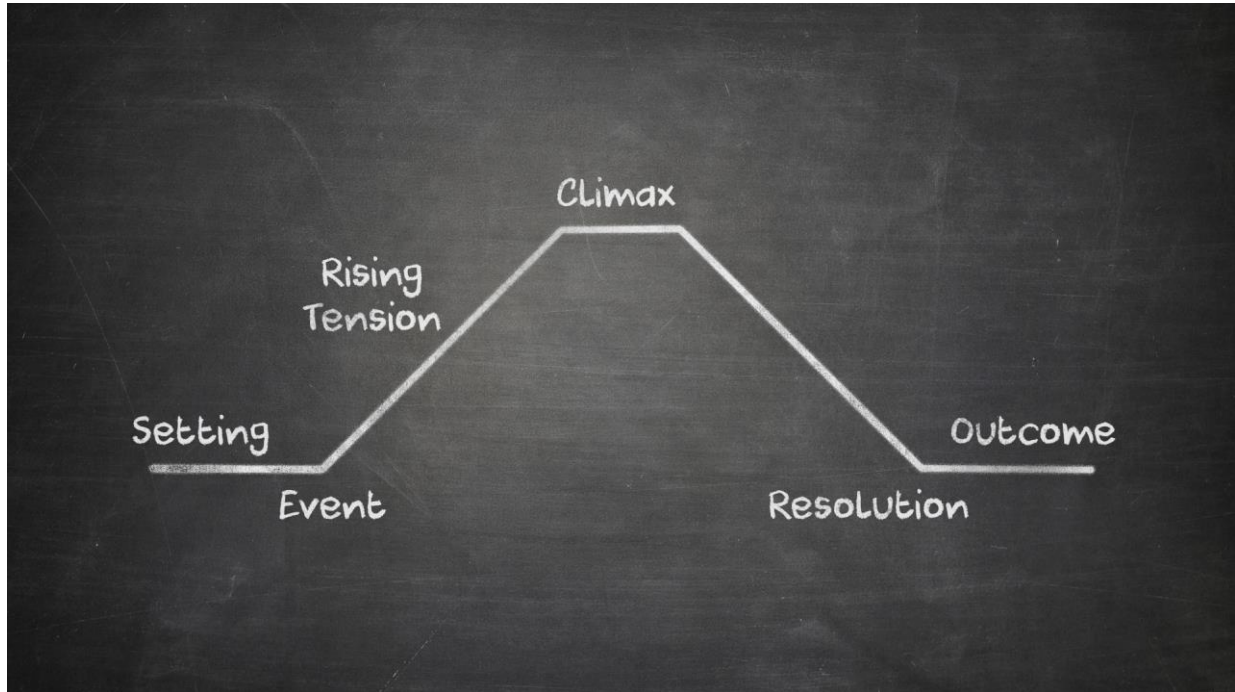 Climax
Rising
Tension
Setting
Outcome
Event
Resolution